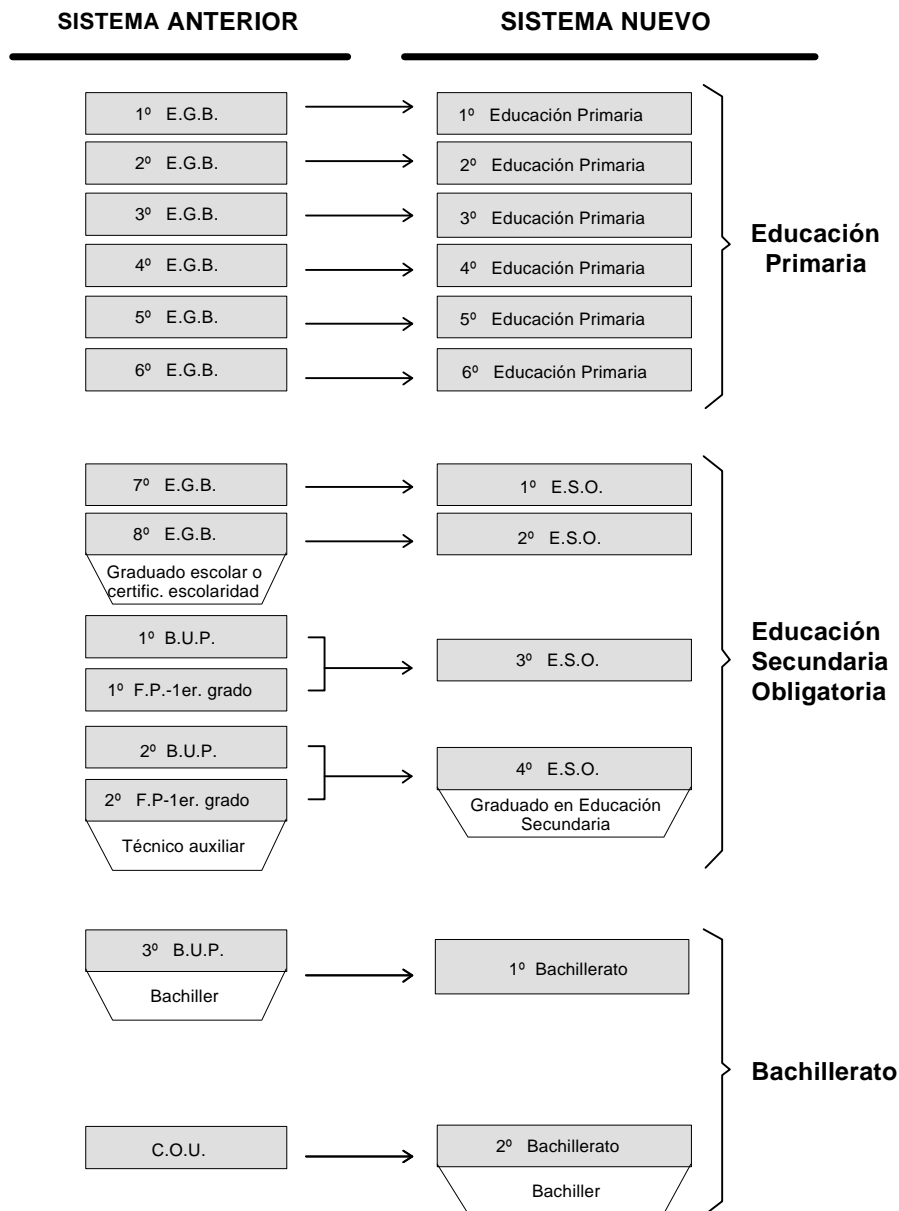 SISTEMA ANTERIOR
SISTEMA NUEVO
1º E.G.B.
1º Educación Primaria
2º E.G.B.
2º Educación Primaria
3º E.G.B.
3º Educación Primaria
4º E.G.B.
4º Educación Primaria
5º E.G.B.
5º Educación Primaria
6º E.G.B.
6º Educación Primaria
Educación
Primaria
7º E.G.B.
1º E.S.O.
8º E.G.B.
2º E.S.O.
Graduado escolar o
certific. escolaridad
1º B.U.P.
1º F.P.-1er. grado
3º E.S.O.
2º B.U.P.
2º F.P-1er. grado
Técnico auxiliar
4º E.S.O.
Graduado en Educación
Secundaria
Educación
Secundaria
Obligatoria
3º B.U.P.
Bachiller
1º Bachillerato
C.O.U.
2º Bachillerato
Bachiller
Bachillerato